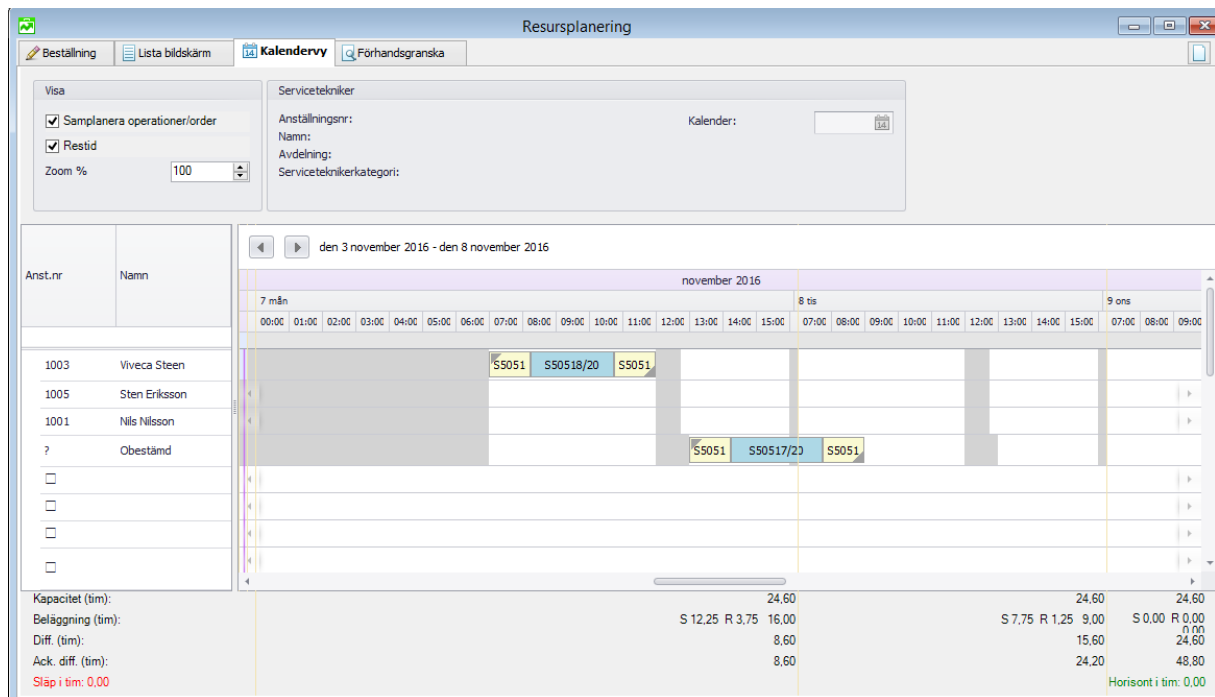 Resursplanering
Beställning Lista bildskärm 14 Kalendervy Förhandsgranska
Visa Servicetekniker
Samplanera operationer/order Anställningsnr: Kalender: 14
Namn:
Restid
Avdelning:
Zoom % 100 Serviceteknikerkategori:
den 3 november 2016 - den 8 november 2016
Anst.nr Namn
november 2016
7 mån 8 tis 9 ons
00:00 01:00 02:00 03:00 04:00 05:00 06:00 07:00 08:00 09:00 10:00 11:00 12:00 13:00 14:00 15:00 07:00 08:00 09:00 10:00 11:00 12:00 13:00 14:00 15:00 07:00 08:00 09:00
1003 Viveca Steen S5051 S50518/20 S5051
1005 Sten Eriksson
1001 Nils Nilsson
? Obestämd S5051 S50517/20 S5051
Kapacitet (tim): 24,60 24,60 24,60
Beläggning (tim): S 12,25 R 3,75 16,00 S 7,75 R 1,25 9,00 S 0,00 R 0,00
0,00
Diff. (tim): 8,60 15,60 24,60
Ack. diff. (tim): 8,60 24,20 48,80
Släp i tim: 0,00 Horisont i tim: 0,00